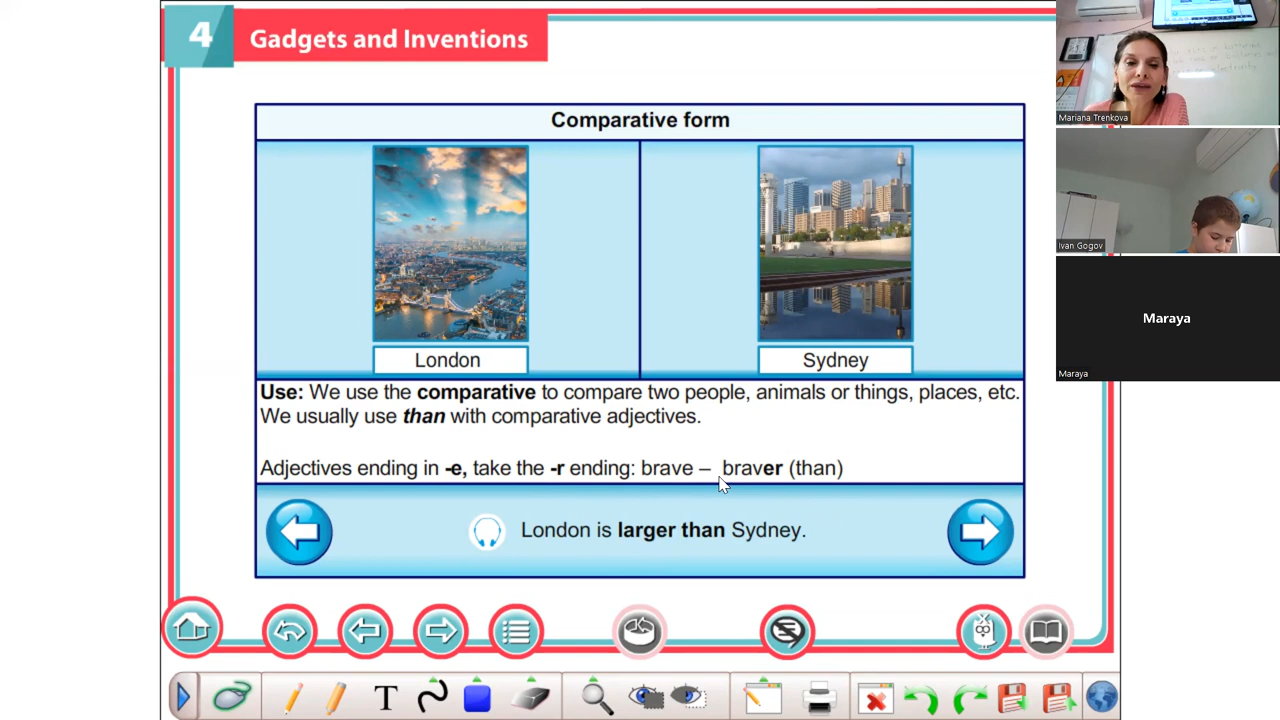 4
Gadgets and Inventions
Comparative form
London
Sydney
Use: We use the comparative to compare two people, animals or things, places, etc.
We usually use than with comparative adjectives.
Adjectives ending in -e, take the -r ending: brave – braver (than)
London is larger than Sydney.
T
Mariana Trenkova
Ivan Gogov
Maraya
Maraya